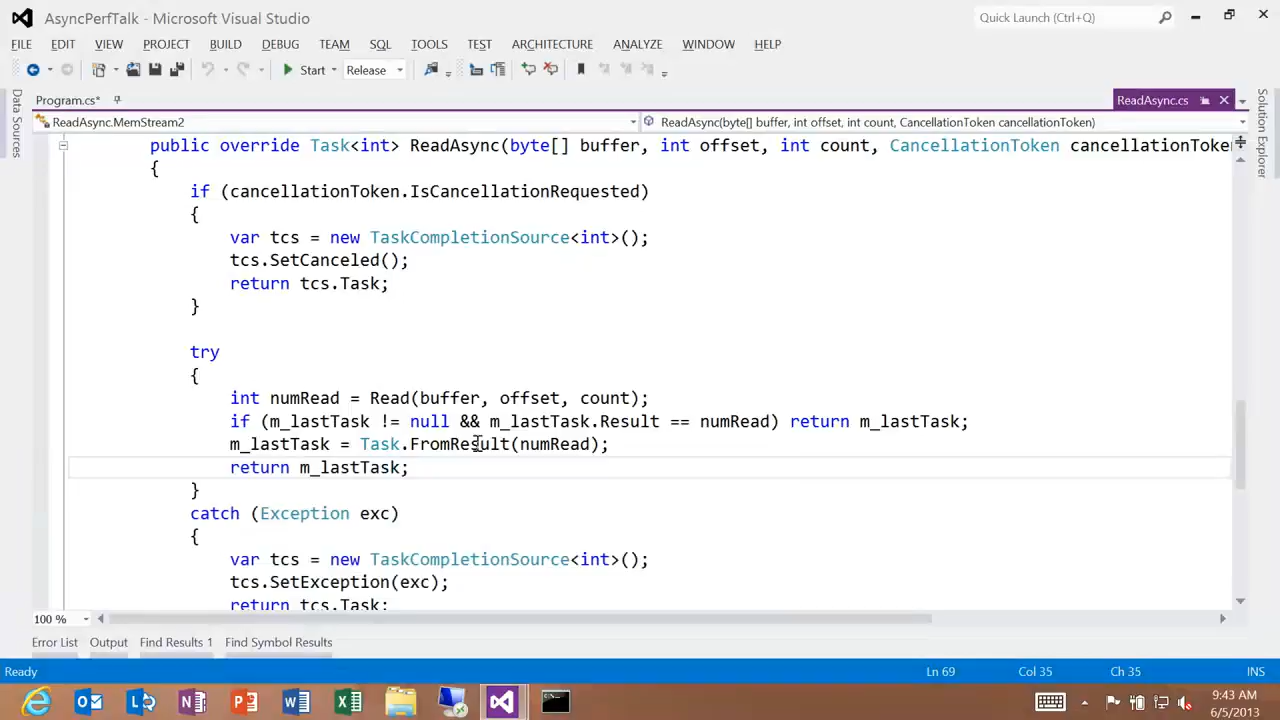 AsyncPerfTalk - Microsoft Visual Studio
Quick Launch (Ctrl+Q)
FILE EDIT VIEW PROJECT BUILD DEBUG TEAM SQL TOOLS TEST ARCHITECTURE ANALYZE WINDOW HELP
Start Release
Program.cs* ReadAsync.cs
ReadAsync.MemStream2 ReadAsync(byte[] buffer, int offset, int count, CancellationToken cancellationToken)
Data Sources
Solution Explorer
public override Task<int> ReadAsync(byte[] buffer, int offset, int count, CancellationToken cancellationToken
{
if (cancellationToken.IsCancellationRequested)
{
var tcs = new TaskCompletionSource<int>();
tcs.SetCanceled();
return tcs.Task;
}
try
{
int numRead = Read(buffer, offset, count);
if (m_lastTask != null && m_lastTask.Result == numRead) return m_lastTask;
m_lastTask = Task.FromResult(numRead);
return m_lastTask;
}
catch (Exception exc)
{
var tcs = new TaskCompletionSource<int>();
tcs.SetException(exc);
return tcs.Task;
100 %
Error List Output Find Results 1 Find Symbol Results
Ready Ln 69 Col 35 Ch 35 INS
9:43 AM
6/5/2013